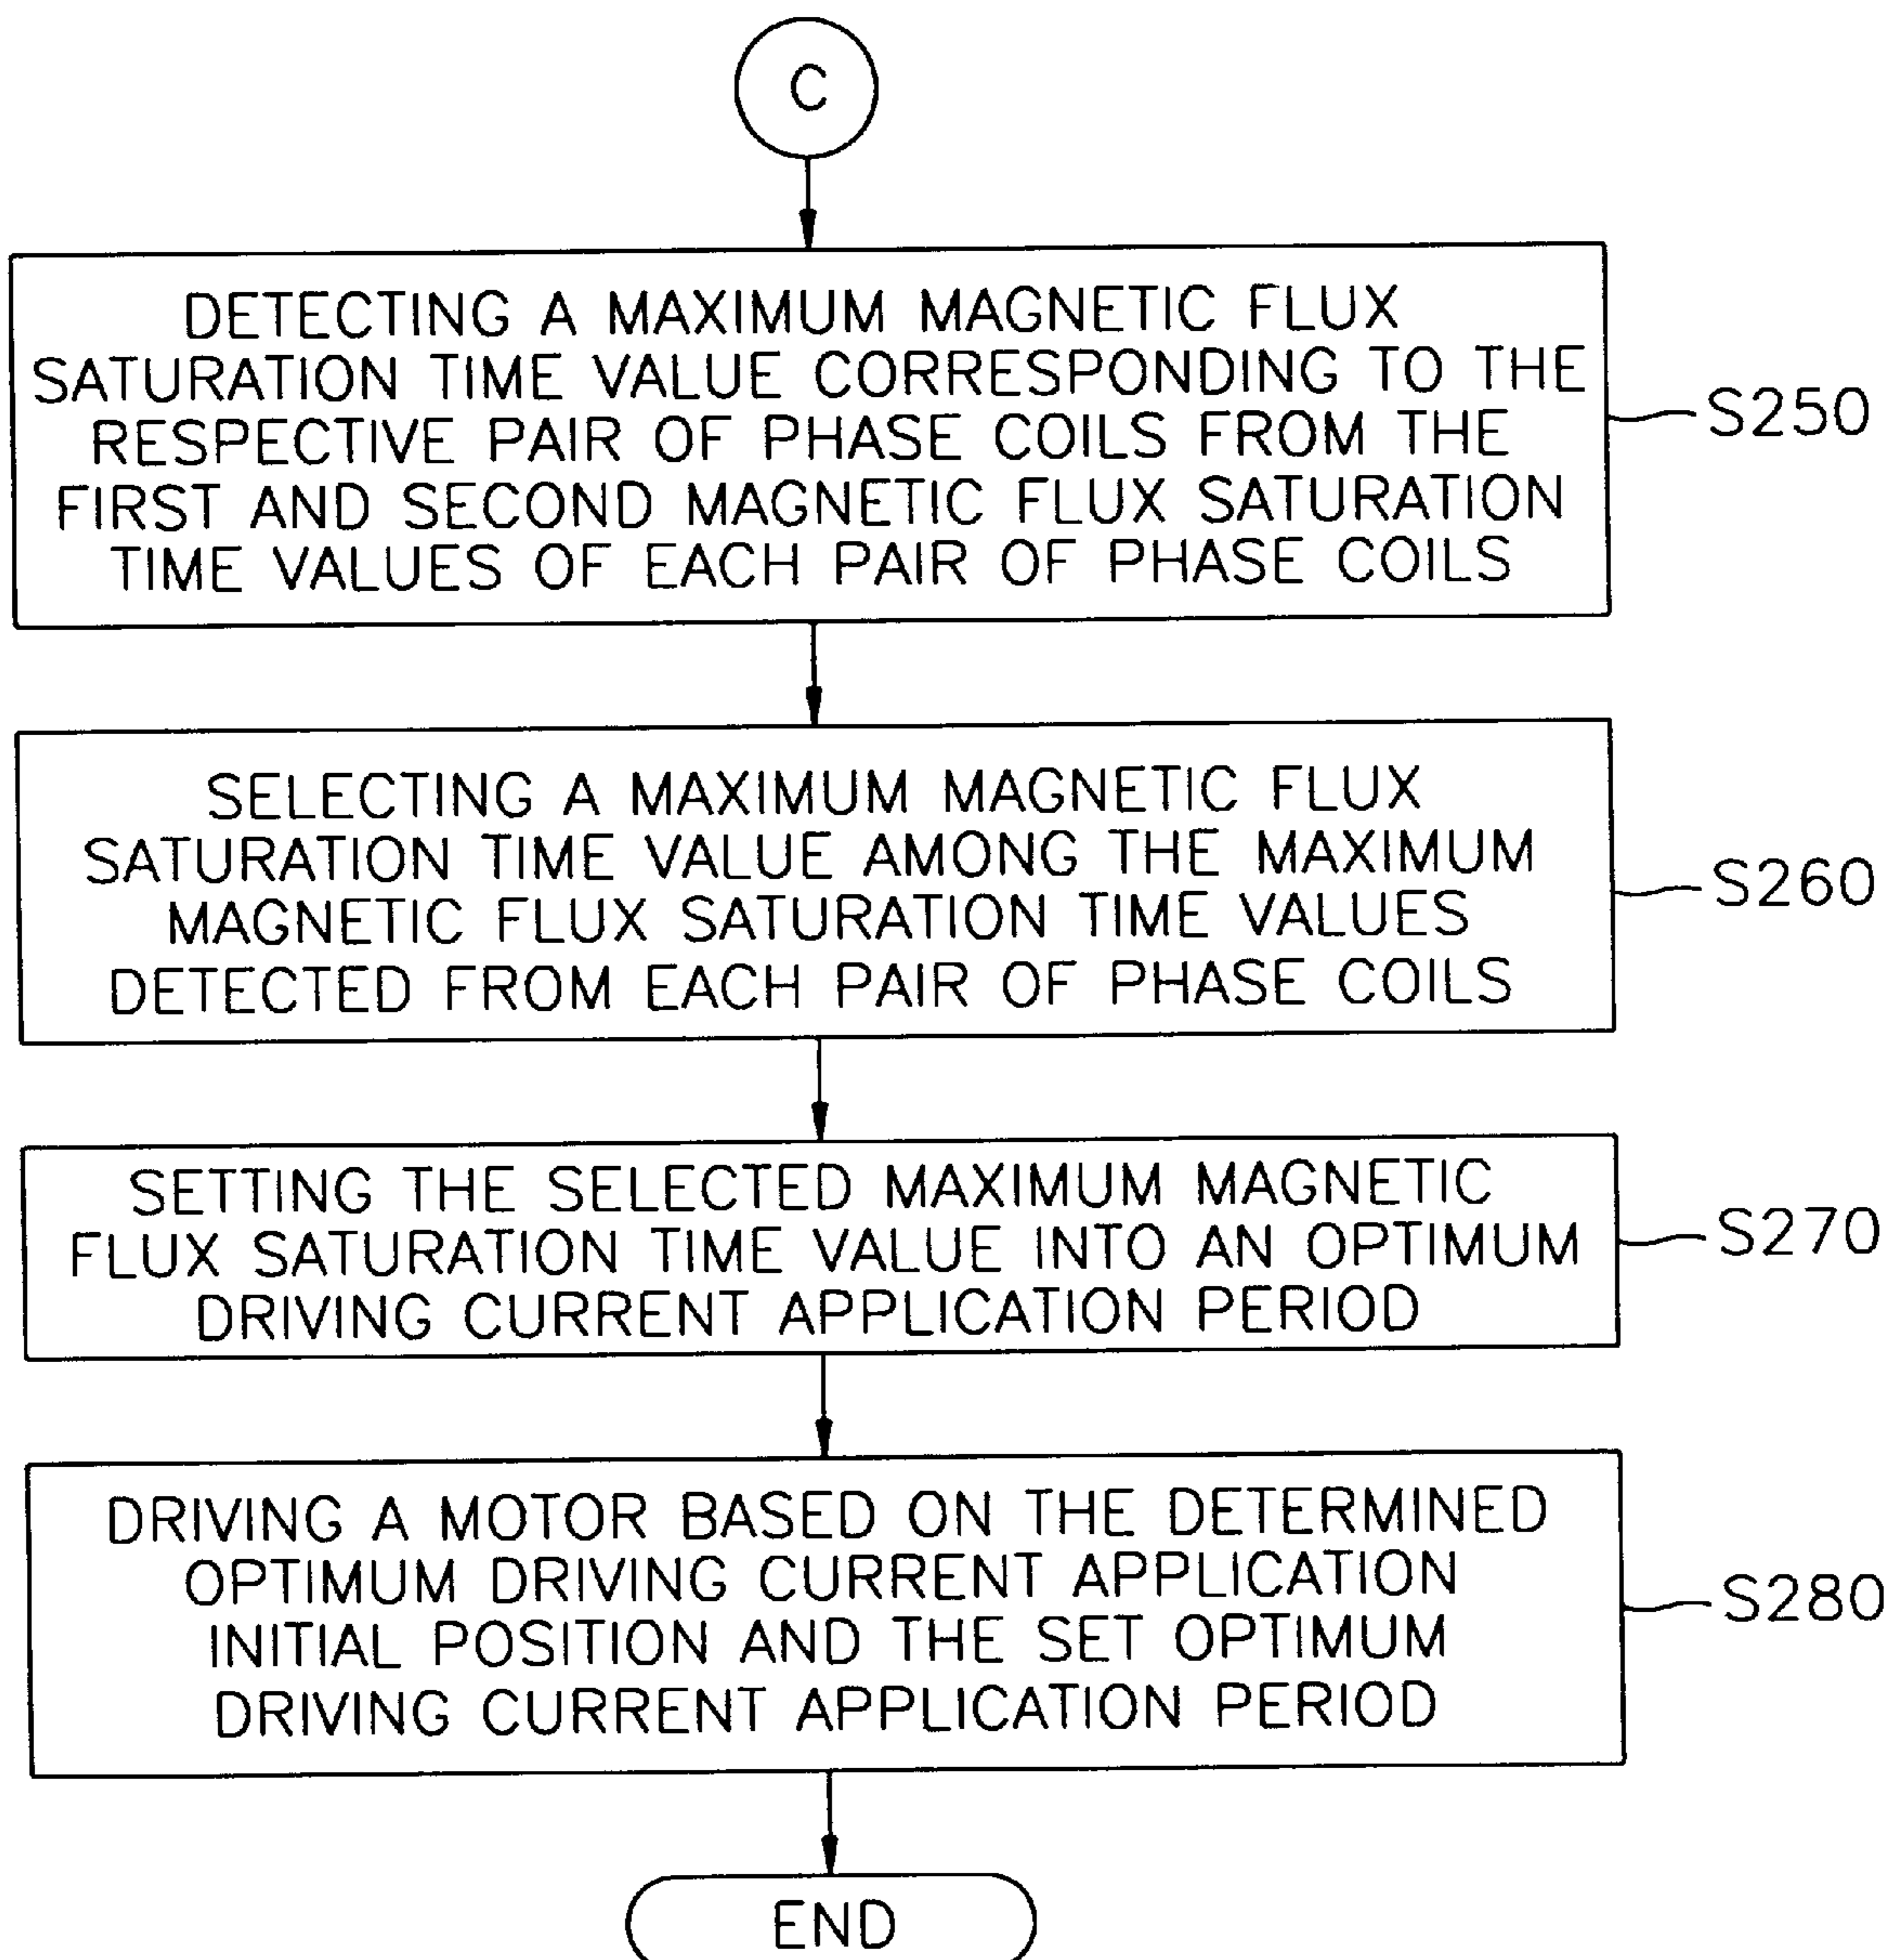 C
DETECTING A MAXIMUM MAGNETIC FLUX
SATURATION TIME VALUE CORRESPONDING TO THE
RESPECTIVE PAIR OF PHASE COILS FROM THE
FIRST AND SECOND MAGNETIC FLUX SATURATION
TIME VALUES OF EACH PAIR OF PHASE COILS
S250
SELECTING A MAXIMUM MAGNETIC FLUX
SATURATION TIME VALUE AMONG THE MAXIMUM
MAGNETIC FLUX SATURATION TIME VALUES
DETECTED FROM EACH PAIR OF PHASE COILS
S260
SETTING THE SELECTED MAXIMUM MAGNETIC
FLUX SATURATION TIME VALUE INTO AN OPTIMUM
DRIVING CURRENT APPLICATION PERIOD
S270
DRIVING A MOTOR BASED ON THE DETERMINED
OPTIMUM DRIVING CURRENT APPLICATION
INITIAL POSITION AND THE SET OPTIMUM
DRIVING CURRENT APPLICATION PERIOD
S280
END